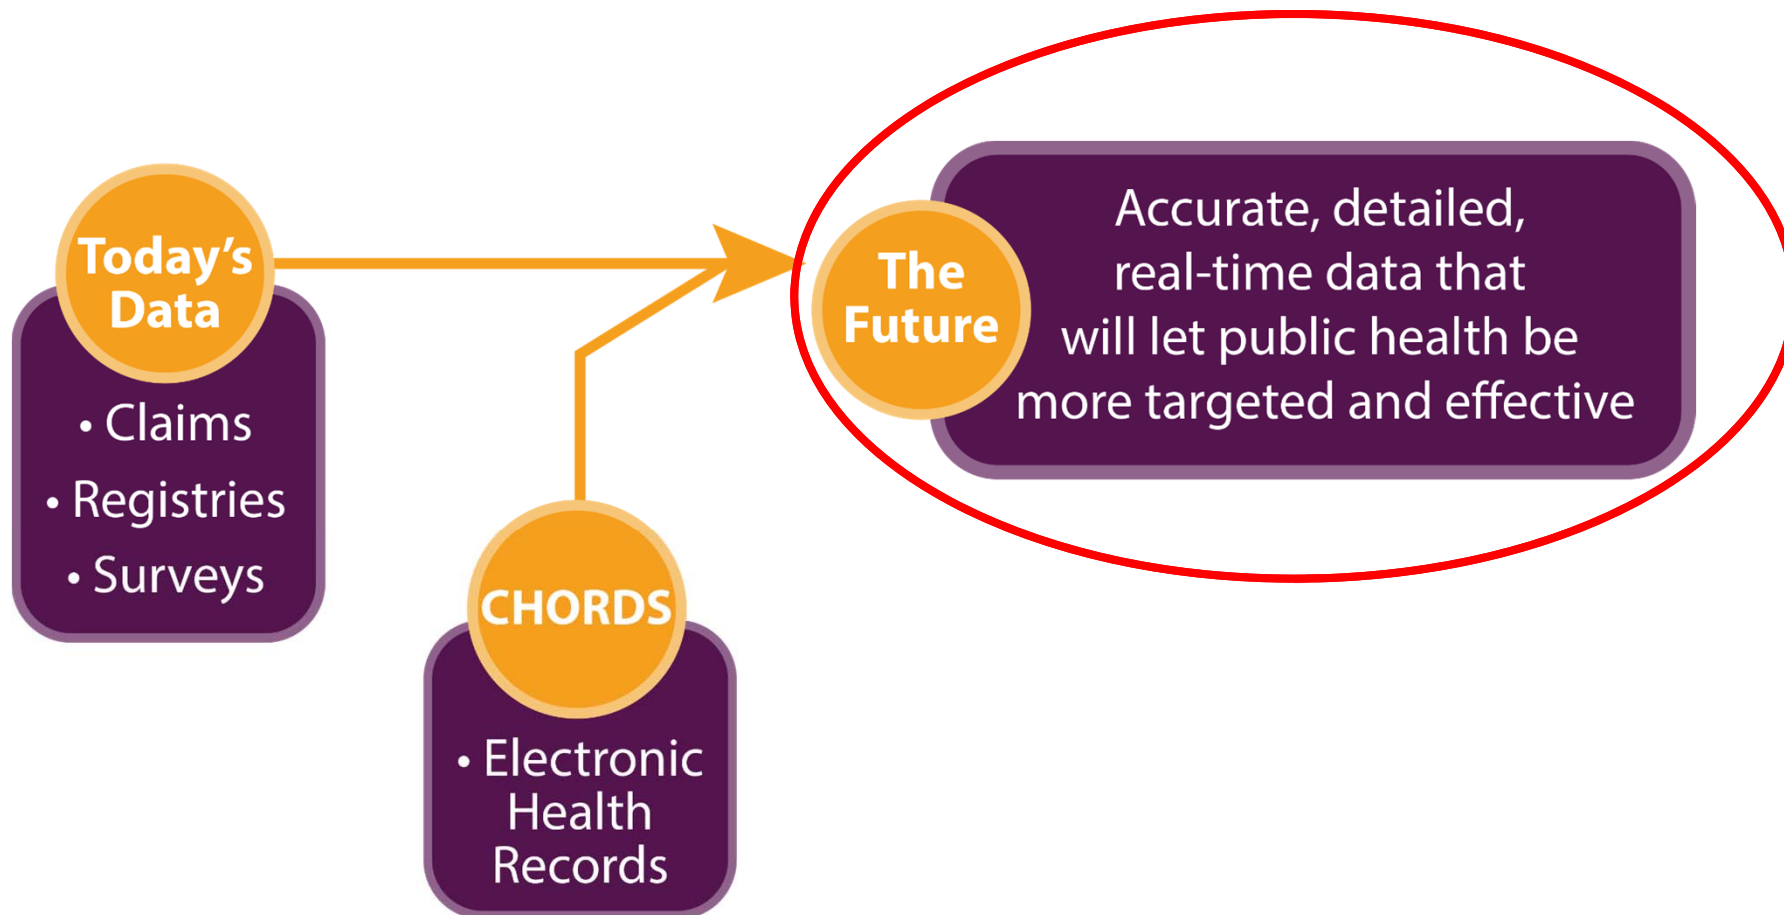 Today’s
Data
• Claims
• Registries
• Surveys
CHORDS
• Electronic
Health
Records
The
Future
Accurate, detailed,
real-time data that
will let public health be
more targeted and effective